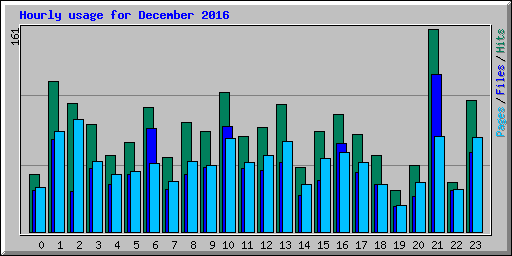 Hourly usage for December 2016
161
Pages/Files/Hits
0 1 2 3 4 5 6 7 8 9 10 11 12 13 14 15 16 17 18 19 20 21 22 23